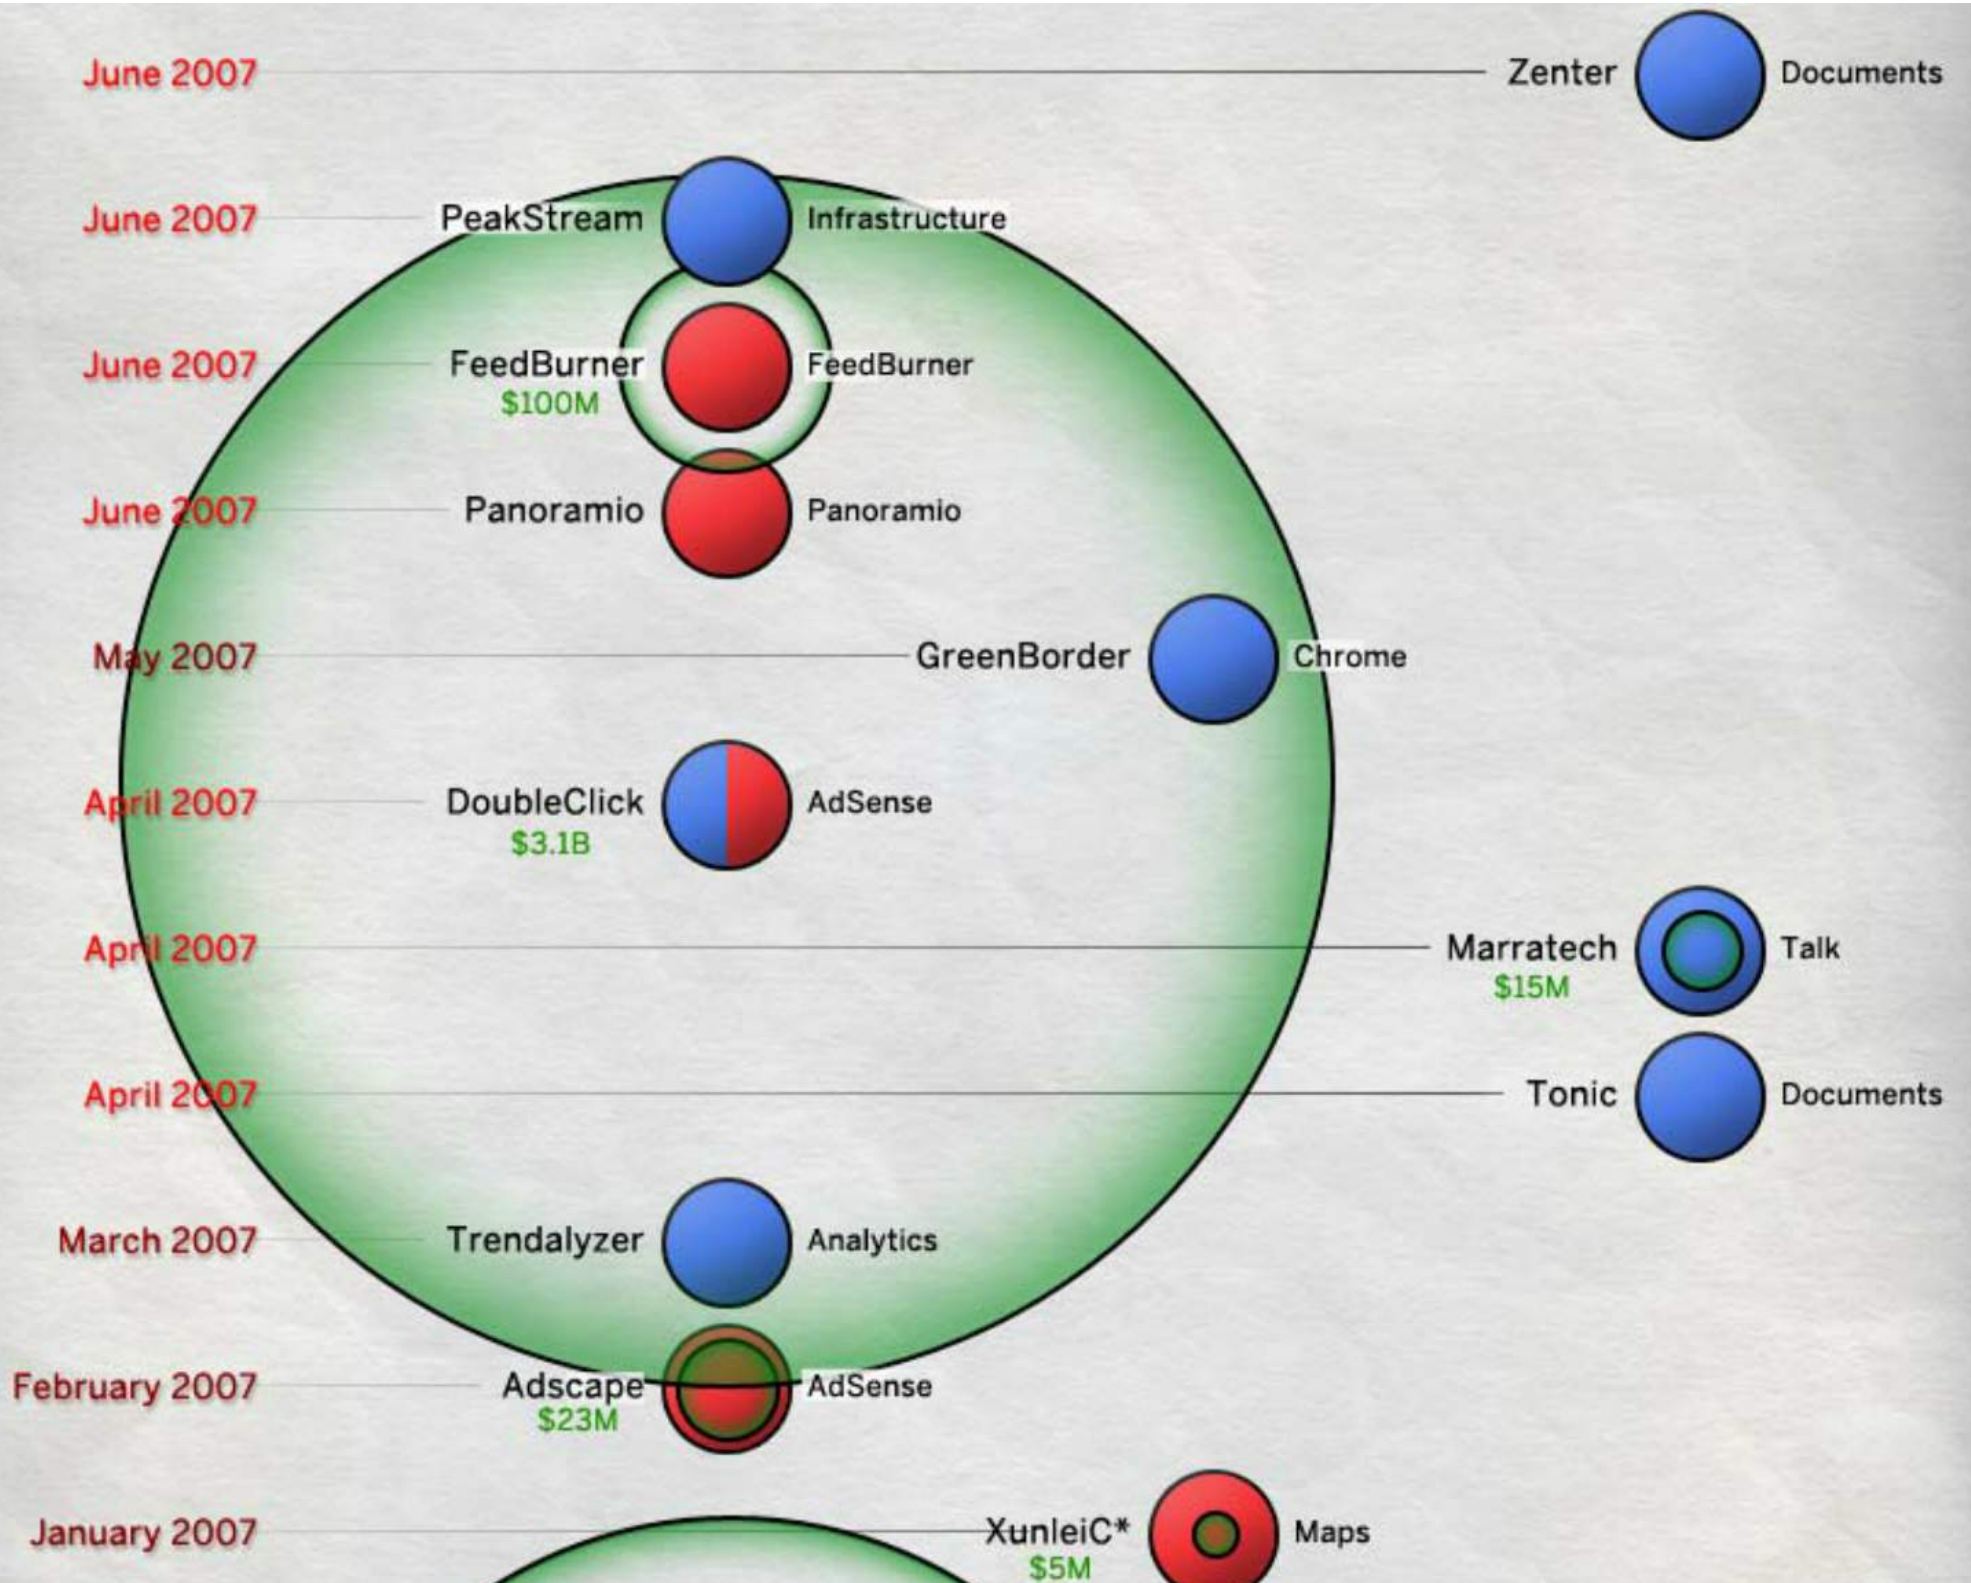 June 2007 Zenter Documents
June 2007 PeakStream Infrastructure
June 2007 FeedBurner FeedBurner
$100M
June 2007 Panoramio Panoramio
May 2007 GreenBorder Chrome
April 2007 DoubleClick AdSense
$3.1B
April 2007 Marratech Talk
$15M
April 2007 Tonic Documents
March 2007 Trendalyzer Analytics
February 2007 Adscape AdSense
$23M
January 2007 XunleiC* Maps
$5M